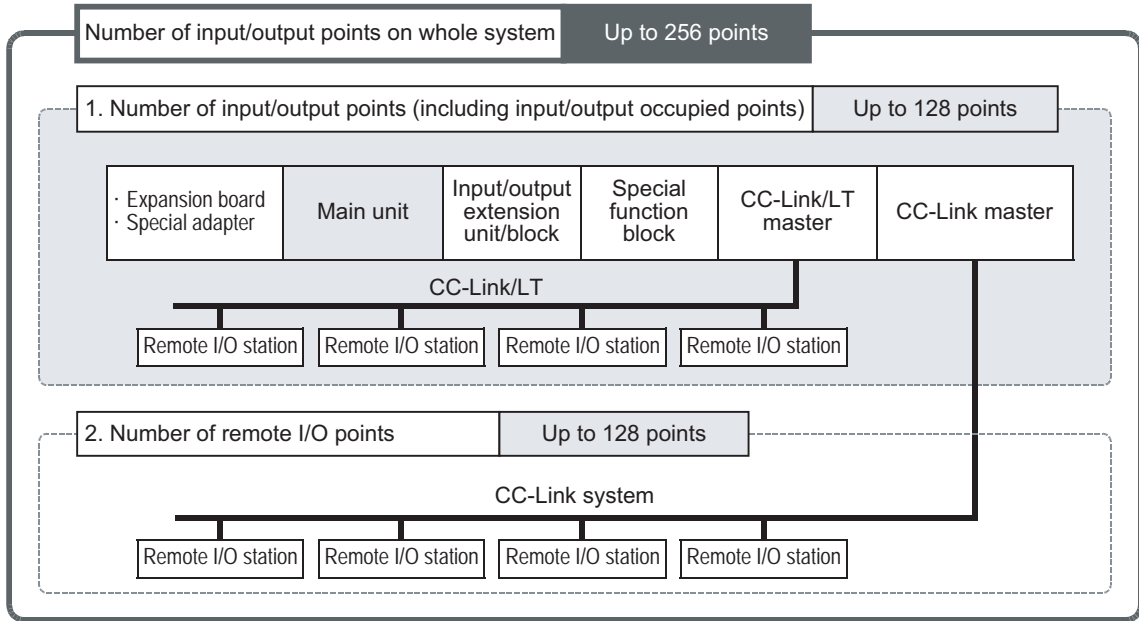 Number of input/output points on whole system
Up to 256 points
1. Number of input/output points (including input/output occupied points)
Up to 128 points
· Expansion board
· Special adapter
Main unit
Input/output
extension
unit/block
Special
function
block
CC-Link/LT
master
CC-Link master
CC-Link/LT
Remote I/O station
Remote I/O station
Remote I/O station
Remote I/O station
2. Number of remote I/O points
Up to 128 points
CC-Link system
Remote I/O station
Remote I/O station
Remote I/O station
Remote I/O station